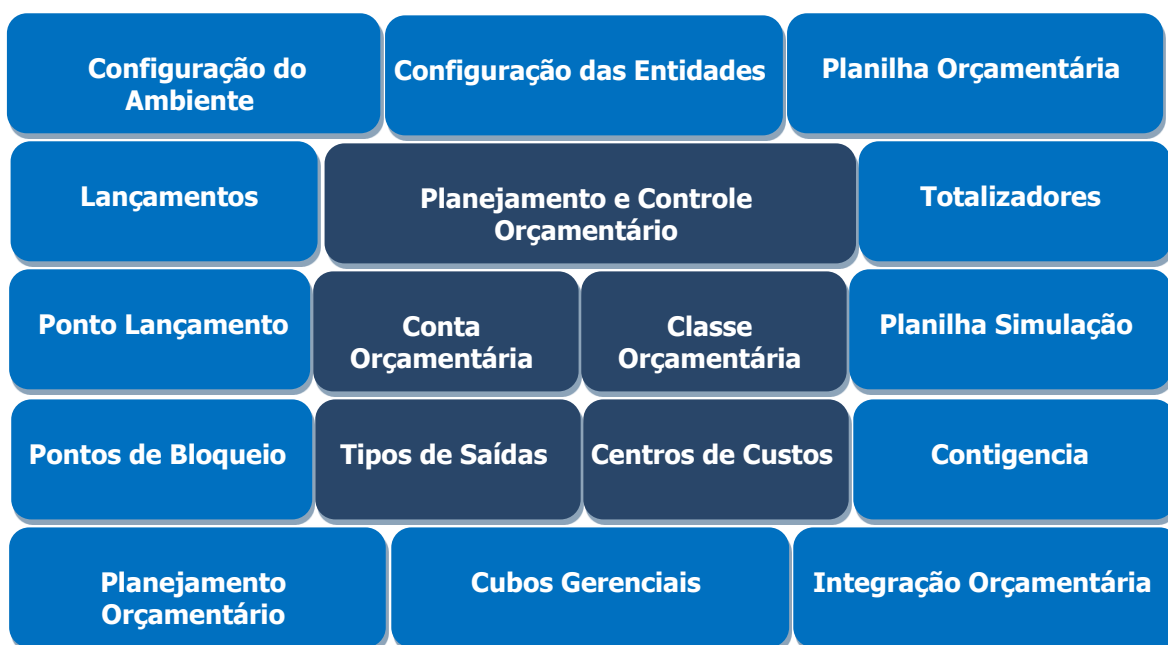 Configuração do
Ambiente
Configuração das Entidades
Planilha Orçamentária
Lançamentos
Planejamento e Controle
Orçamentário
Totalizadores
Ponto Lançamento
Conta
Orçamentária
Classe
Orçamentária
Planilha Simulação
Pontos de Bloqueio
Tipos de Saídas
Centros de Custos
Contigencia
Planejamento
Orçamentário
Cubos Gerenciais
Integração Orçamentária